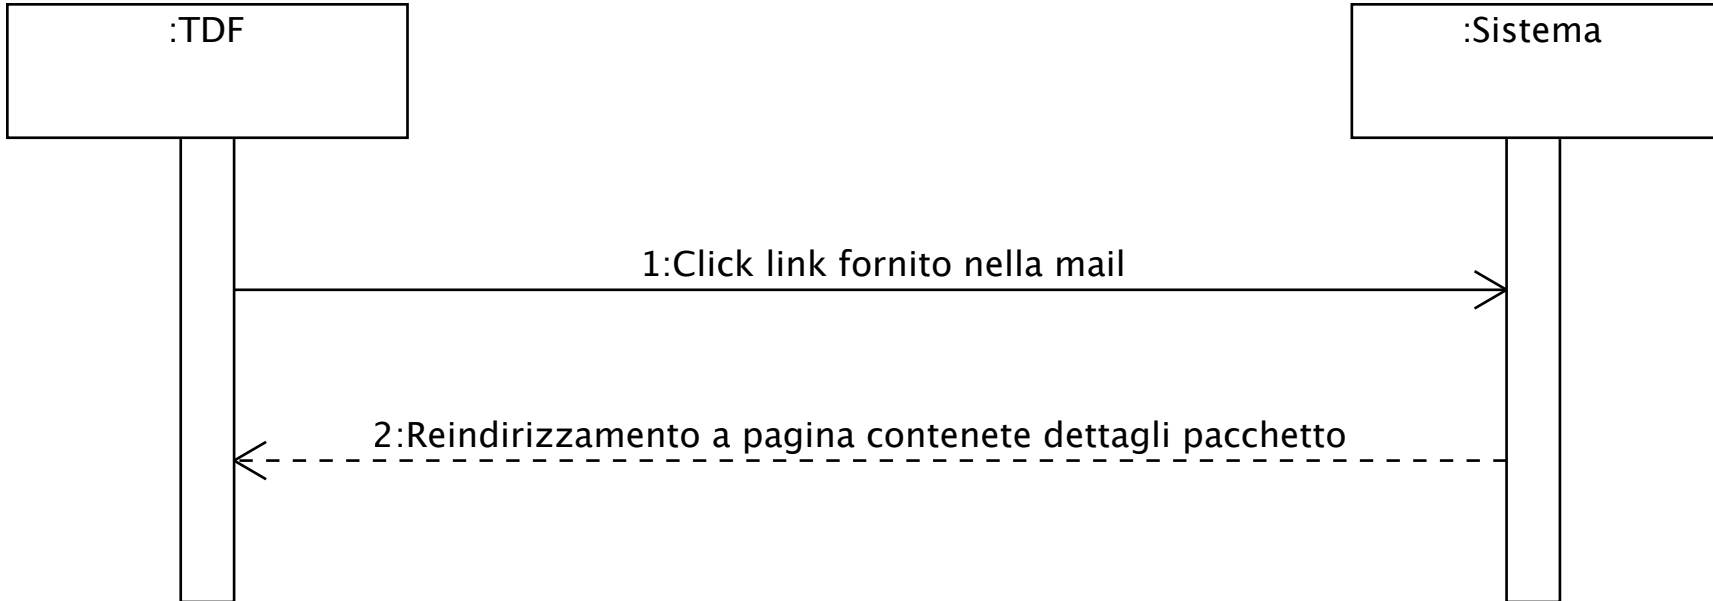 :TDF
:Sistema
1:Click link fornito nella mail
2:Reindirizzamento a pagina contenete dettagli pacchetto